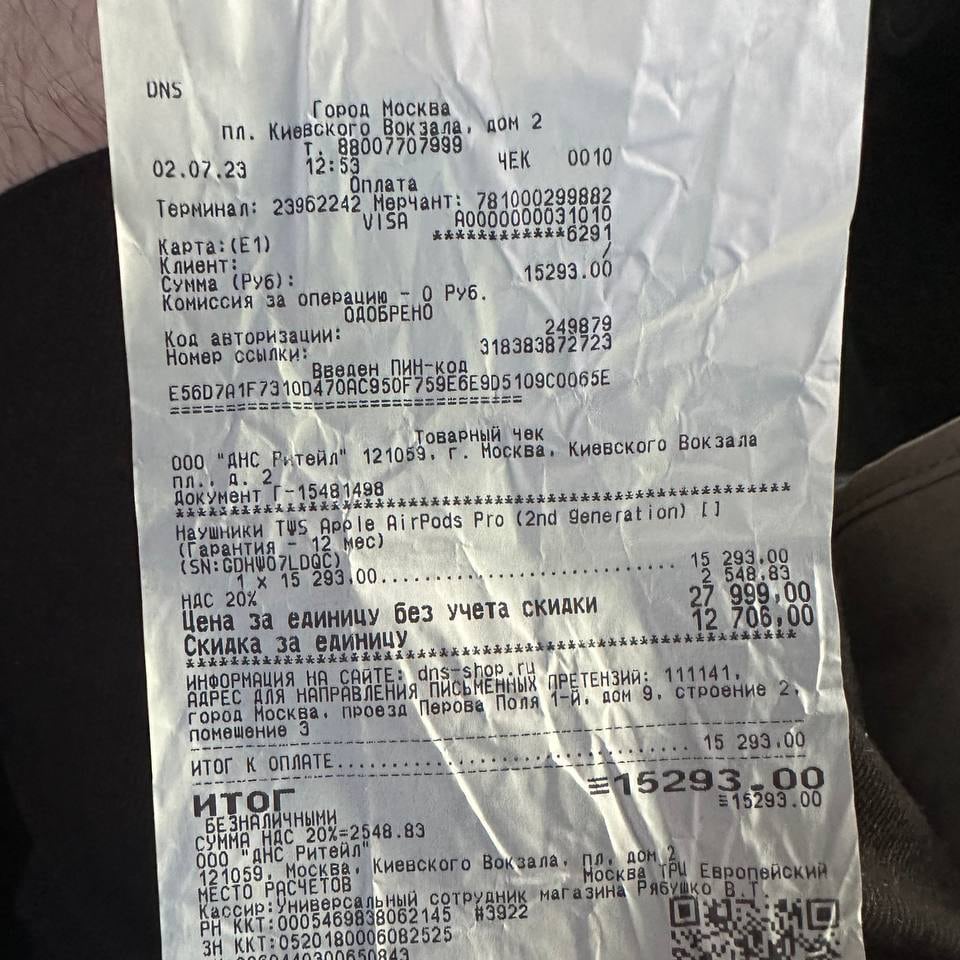 DNS
Город Москва
пл. Киевского Вокзала, дом 2
Т. 88007707999
02.07.23 12:53 ЧЕК 0010
Оплата
Терминал: 23962242 Мерчант: 781000299882
VISA A0000000031010
Карта:(E1) ************6291
Клиент: /
Сумма (Руб): 15293.00
Комиссия за операцию - 0 Руб.
ОДОБРЕНО
Код авторизации: 249879
Номер ссылки: 318383872723
Введен ПИН-код
E56D7A1F7310D470AC950F759E6E9D5109C0065E
================================
Товарный чек
ООО "ДНС Ритейл" 121059, г. Москва, Киевского Вокзала
пл., д. 2
Документ Г-15481498
Наушники TWS Apple AirPods Pro (2nd generation) []
(Гарантия - 12 мес)
(SN:GDHW07LDQC)
1 x 15 293.00 15 293.00
НДС 20% 2 548.83
Цена за единицу без учета скидки 27 999,00
Скидка за единицу 12 706,00
ИНФОРМАЦИЯ НА САЙТЕ: dns-shop.ru
АДРЕС ДЛЯ НАПРАВЛЕНИЯ ПИСЬМЕННЫХ ПРЕТЕНЗИЙ: 111141,
город Москва, проезд Перова Поля 1-й, дом 9, строение 2,
помещение 3
ИТОГ К ОПЛАТЕ 15 293.00
ИТОГ ≡15293.00
БЕЗНАЛИЧНЫМИ ≡15293.00
СУММА НДС 20%=2548.83
ООО "ДНС Ритейл"
121059, Москва, Киевского Вокзала, пл, дом 2
МЕСТО РАСЧЕТОВ Москва ТРЦ Европейский
Кассир:Универсальный сотрудник магазина Рябушко В.Т.
РН ККТ:0005469838062145 #3922
ЗН ККТ:0520180006082525